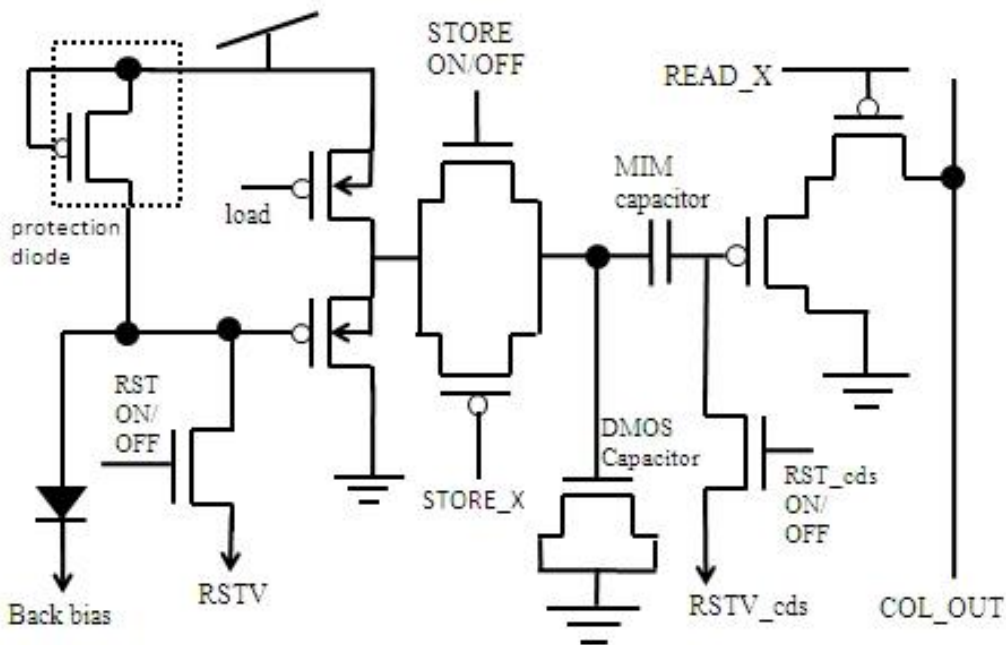 STORE
ON/OFF
READ_X
MIM
capacitor
load
protection
diode
RST
ON/
OFF
DMOS
Capacitor
RST_cds
ON/
OFF
STORE_X
RSTV
Back bias
RSTV_cds
COL_OUT